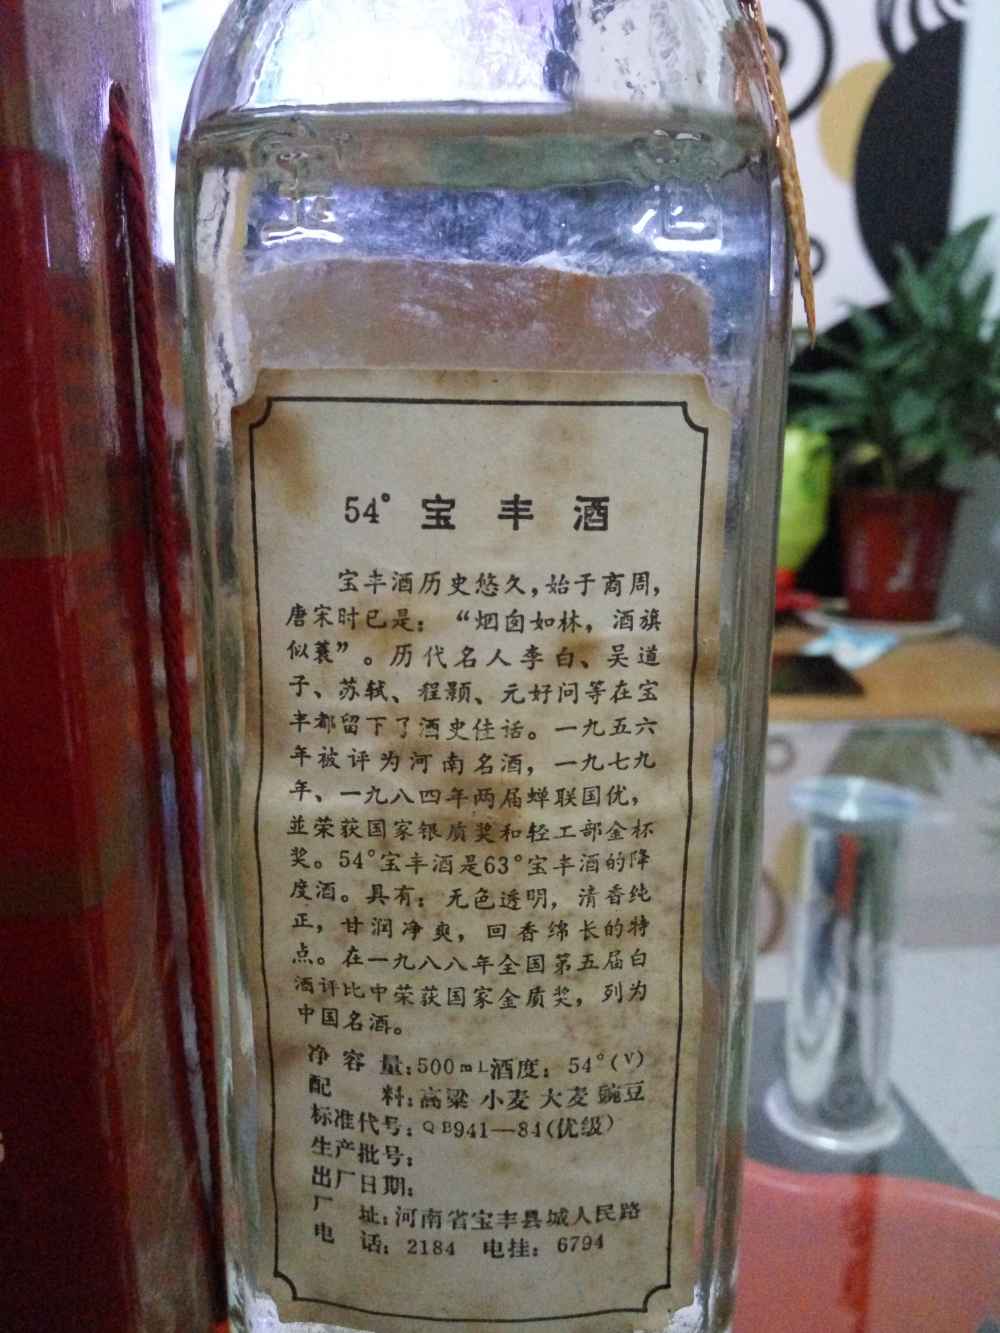 54° 宝丰酒
宝丰酒历史悠久，始于商周，
唐宋时已是：“烟囱如林，酒旗
似蓑”。历代名人李白、吴道
子、苏轼、程颢、元好问等在宝
丰都留下了酒史佳话。一九五六
年被评为河南名酒，一九七九
年、一九八四年两届蝉联国优，
並荣获国家银质奖和轻工部金杯
奖。54°宝丰酒是63°宝丰酒的降
度酒。具有：无色透明，清香纯
正，甘润净爽，回香绵长的特
点。在一九八八年全国第五届白
酒评比中荣获国家金质奖，列为
中国名酒。
净容量：500mL酒度：54°(V)
配料：高粱 小麦 大麦 豌豆
标准代号：QB941—84(优级)
生产批号：
出厂日期：
厂址：河南省宝丰县城人民路
电话：2184 电挂：6794